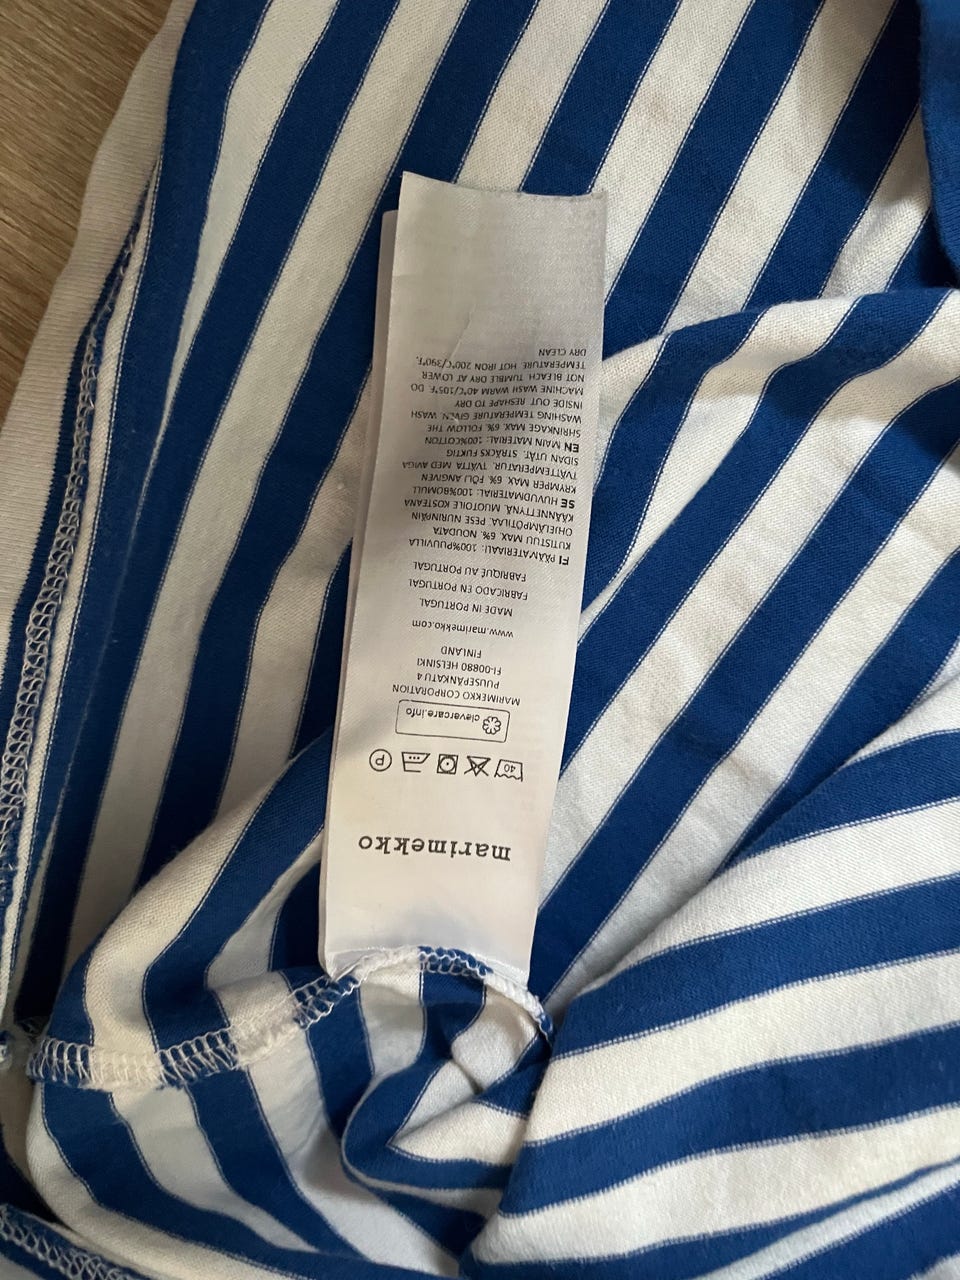 marimekko
40
P
clevercare.info
MARIMEKKO CORPORATION
PUUSEPÄNKATU 4
FI-00880 HELSINKI
FINLAND
www.marimekko.com
MADE IN PORTUGAL
FABRICADO EN PORTUGAL
FABRIQUÉ AU PORTUGAL
FI PÄÄMATERIAALI: 100%PUUVILLA
KUTISTUU MAX. 6%. NOUDATA
OHJELÄMPÖTILAA. PESE NURINPÄIN
KÄÄNNETTYNÄ. MUOTOILE KOSTEANA
SE HUVUDMATERIAL: 100%BOMULL
KRYMPER MAX. 6% FÖLJ ANGIVEN
TVÄTTEMPERATUR. TVÄTTA MED AVIGA
SIDAN UTÅT. STRÄCKS FUKTIG
EN MAIN MATERIAL: 100%COTTON
SHRINKAGE MAX. 6%. FOLLOW THE
WASHING TEMPERATURE GIVEN. WASH
INSIDE OUT. RESHAPE TO DRY
MACHINE WASH WARM 40°C/105°F. DO
NOT BLEACH. TUMBLE DRY AT LOWER
TEMPERATURE. HOT IRON 200°C/390°F.
DRY CLEAN